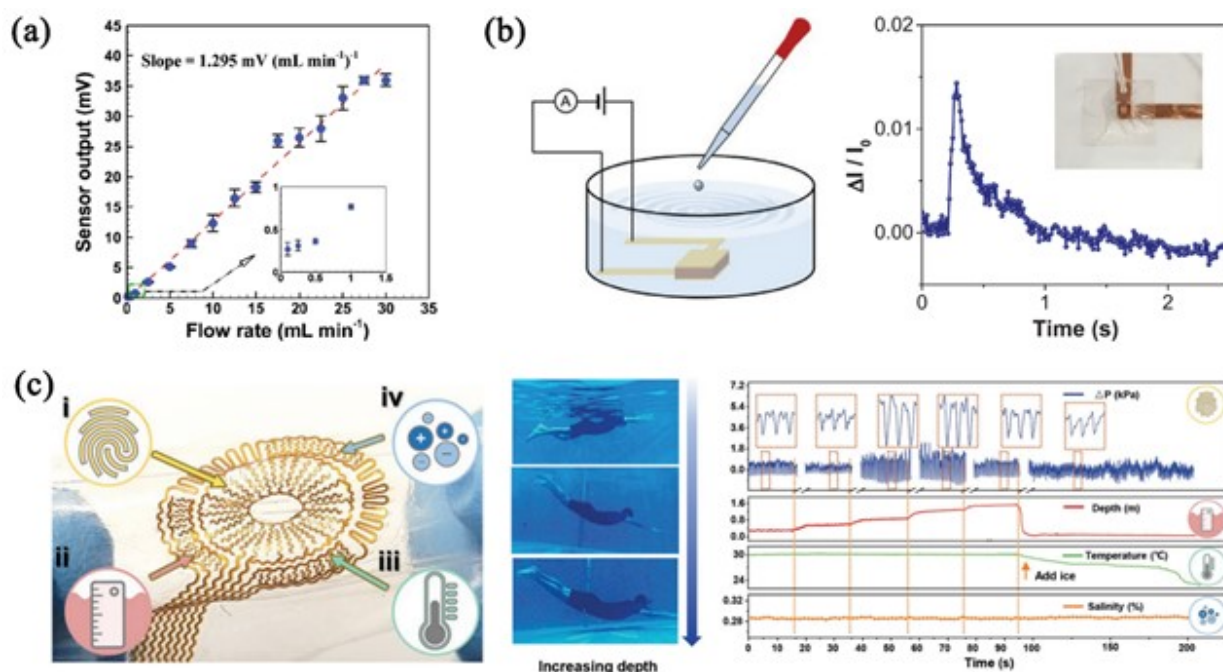 (a)
45
40
35
30
25
20
15
10
5
0
Sensor output (mV)
Slope = 1.295 mV (mL min⁻¹)⁻¹
1
0.5
0
0
0.5
1
1.5
0 5 10 15 20 25 30 35
Flow rate (mL min⁻¹)
(b)
A
0.02
0.01
0.00
ΔI / I₀
0 1 2
Time (s)
(c)
i
ii
iii
iv
+
+
−
−
Increasing depth
7.2
5.4
3.6
1.8
0.0
△P (kPa)
1.6
0.8
0.0
Depth (m)
30
24
Temperature (°C)
Add ice
0.32
0.28
Salinity (%)
0 10 20 30 40 50 60 70 80 90 100 150 200
Time (s)